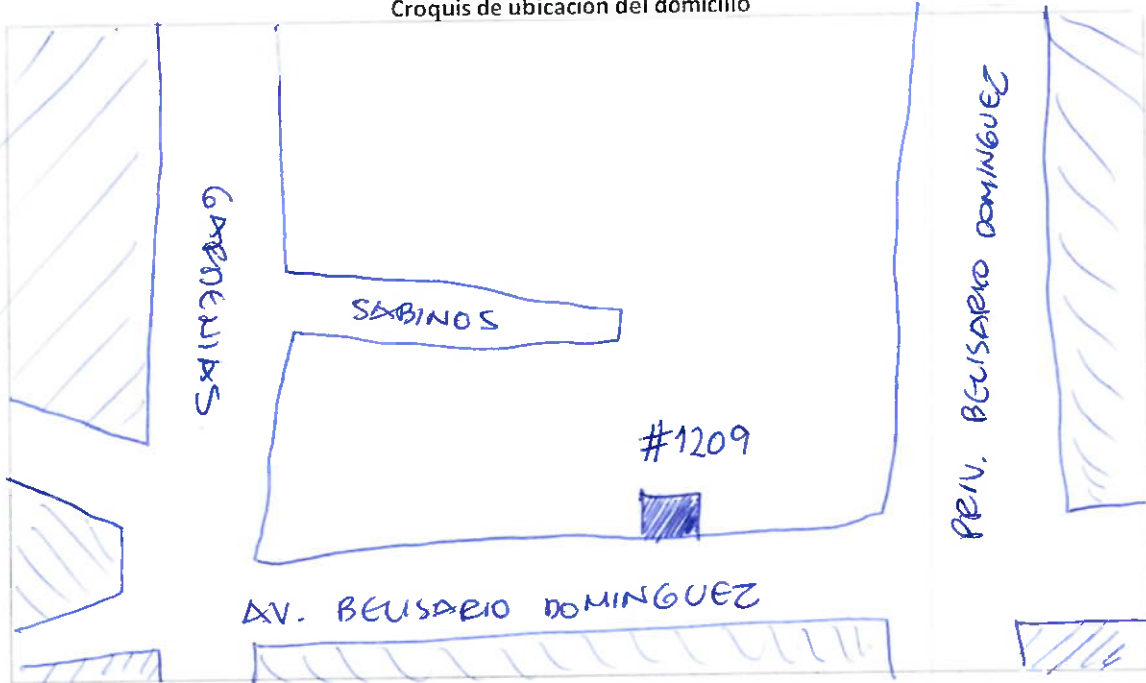 Croquis de ubicación del domicilio
GARDENIAS
SABINOS
PRIV. BELISARIO DOMINGUEZ
#1209
AV. BELISARIO DOMINGUEZ